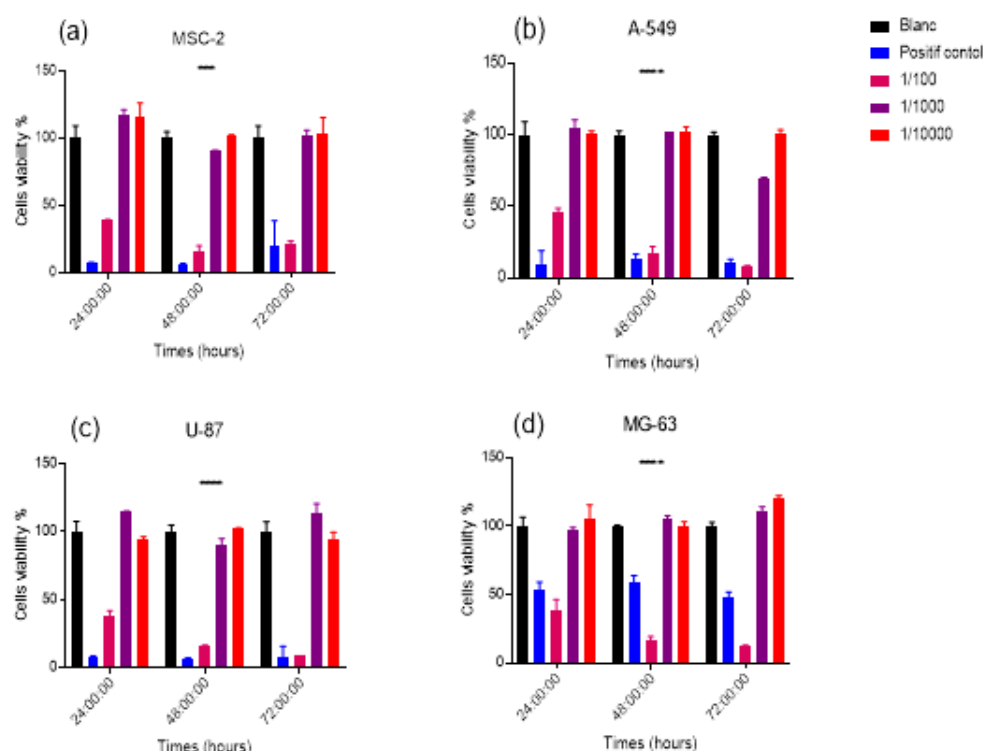 (a)
MSC-2
Cells viability %
150
100
50
0
24:00:00
48:00:00
72:00:00
Times (hours)
(b)
A-549
Cells viability %
150
100
50
0
24:00:00
48:00:00
72:00:00
Times (hours)
Blanc
Positif contol
1/100
1/1000
1/10000
(c)
U-87
Cells viability %
150
100
50
0
24:00:00
48:00:00
72:00:00
Times (hours)
(d)
MG-63
Cells viability %
150
100
50
0
24:00:00
48:00:00
72:00:00
Times (hours)